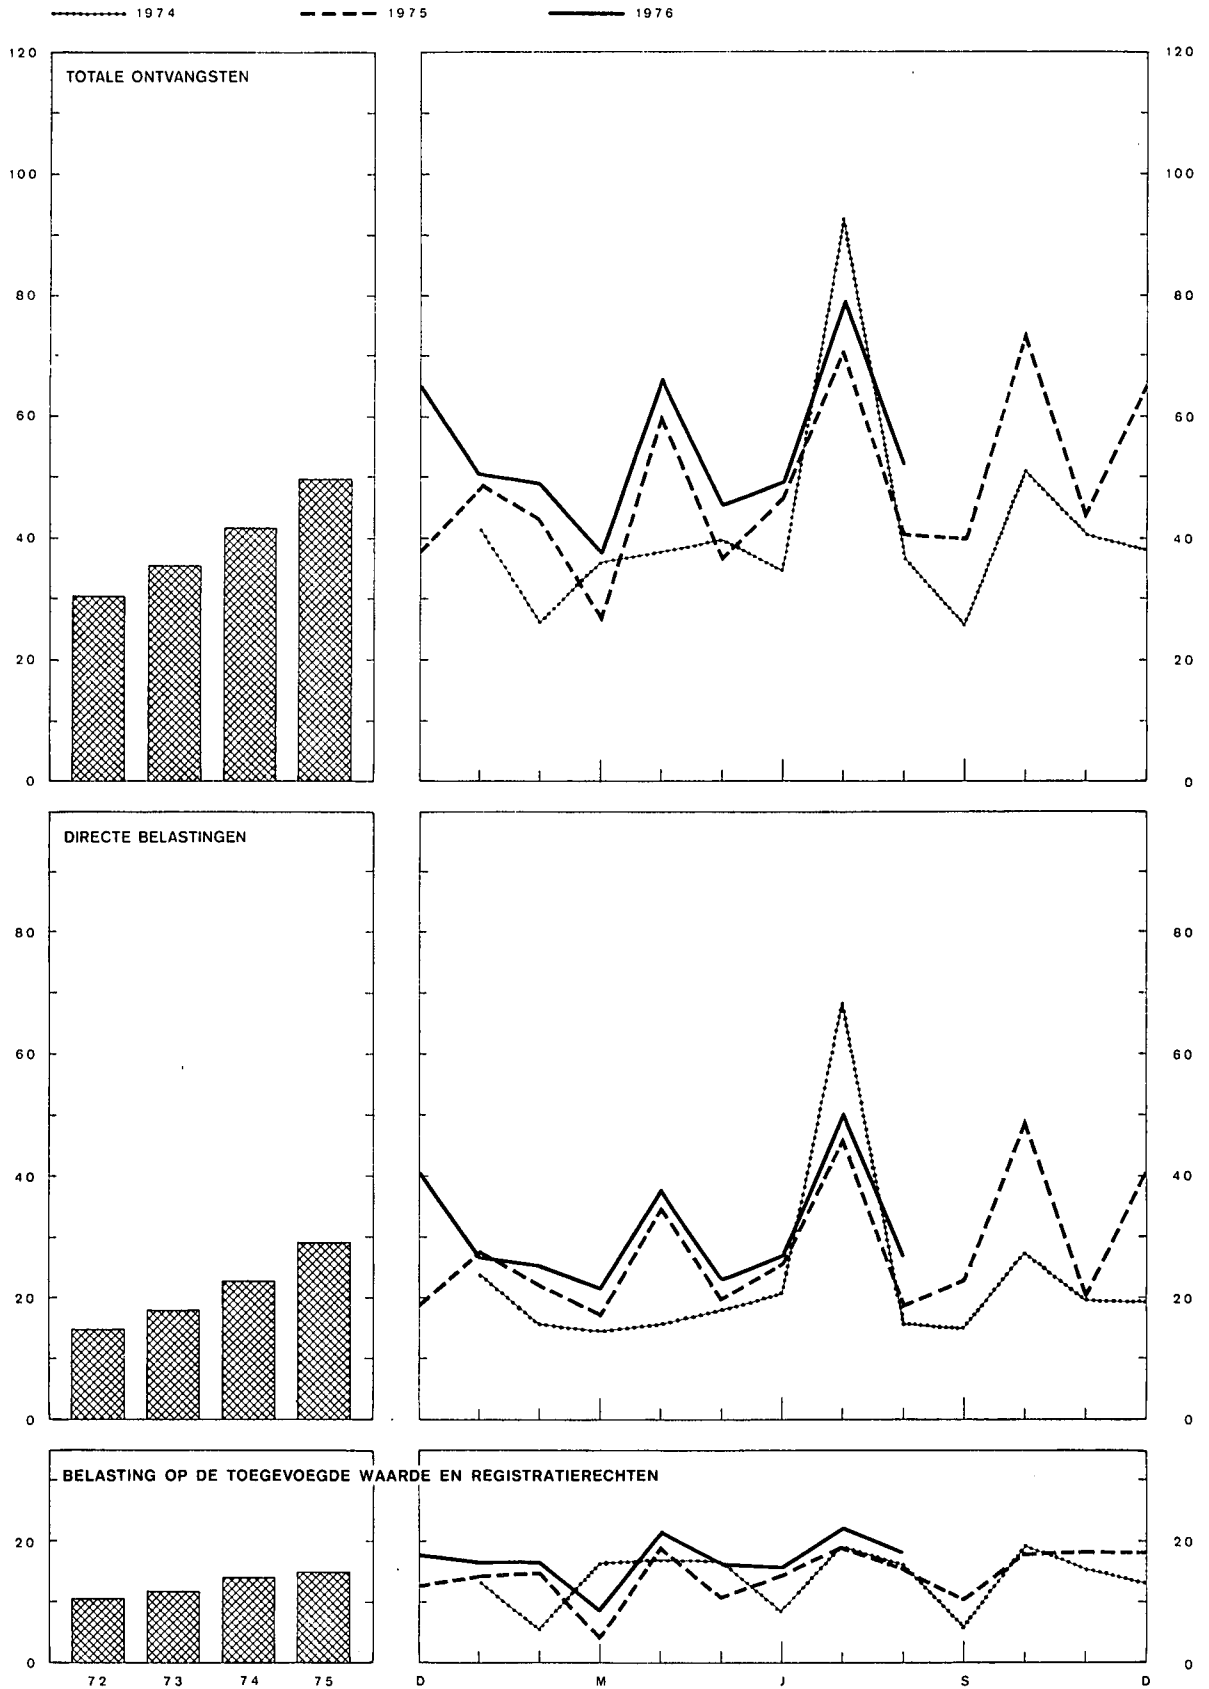 1974 1975 1976
120 120
TOTALE ONTVANGSTEN
100 100
80 80
60 60
40 40
20 20
0 0
DIRECTE BELASTINGEN
80 80
60 60
40 40
20 20
0 0
BELASTING OP DE TOEGEVOEGDE WAARDE EN REGISTRATIERECHTEN
20 20
0 0
72 73 74 75 D M J S D